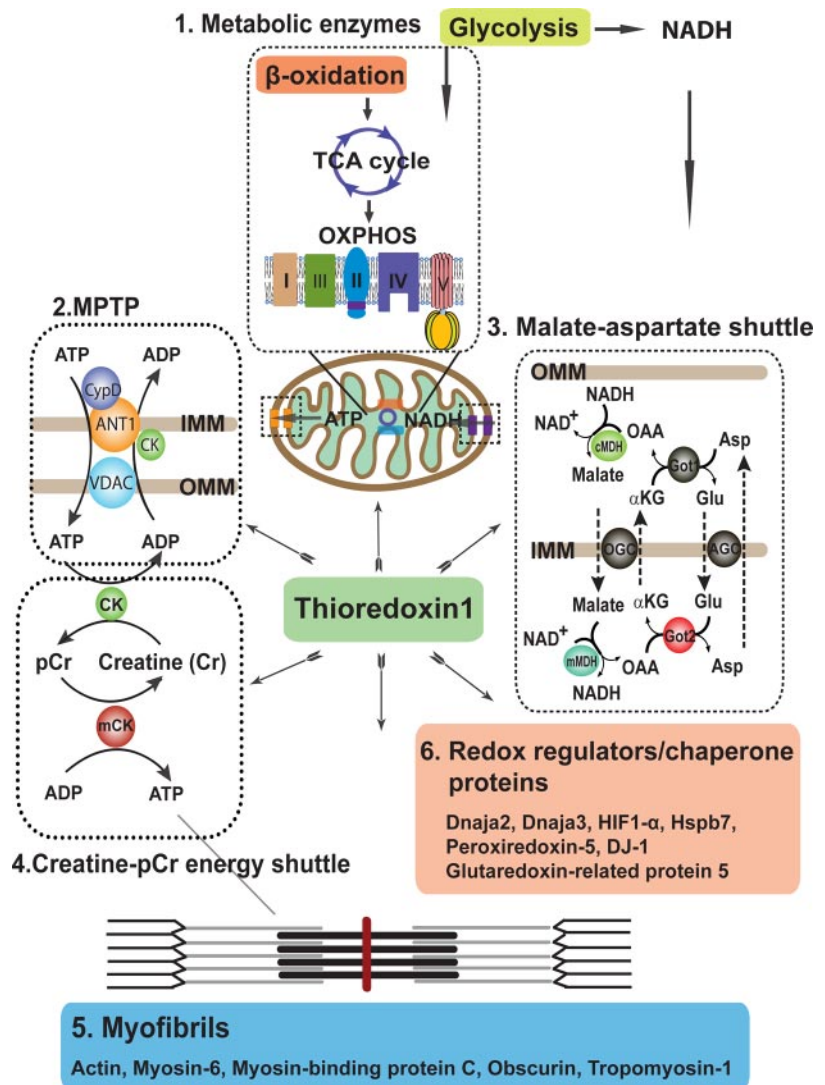 1. Metabolic enzymes
Glycolysis
NADH
β-oxidation
TCA cycle
OXPHOS
I
III
II
IV
V
2.MPTP
ATP
ADP
CypD
ANT1
IMM
CK
VDAC
OMM
ATP
ADP
ATP
NADH
3. Malate-aspartate shuttle
OMM
NADH
NAD+
OAA
cMDH
Malate
Asp
Got1
αKG
Glu
IMM
OGC
AGC
Malate
αKG
Glu
NAD+
mMDH
OAA
Got2
Asp
NADH
Thioredoxin1
CK
pCr
Creatine (Cr)
mCK
ADP
ATP
4.Creatine-pCr energy shuttle
6. Redox regulators/chaperone
proteins
Dnaja2, Dnaja3, HIF1-α, Hspb7,
Peroxiredoxin-5, DJ-1
Glutaredoxin-related protein 5
5. Myofibrils
Actin, Myosin-6, Myosin-binding protein C, Obscurin, Tropomyosin-1